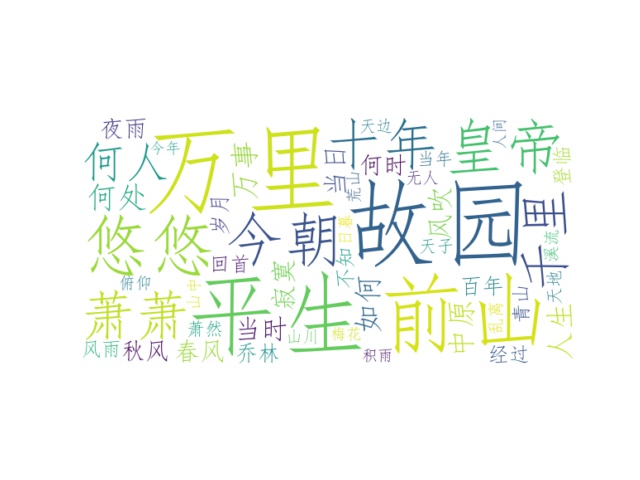 夜雨
今年
万里
十年
天边
皇帝
人间
何人
万事
当日
何时
当年
登临
何处
岁月
荒山
无人
风吹
千里
悠悠
今朝
日暮
故园
天子
溪流
回首
不知
俯仰
山中
寂寞
如何
百年
青山
天地
萧萧
平生
前山
中原
乱离
人生
萧然
当时
山川
梅花
风雨
秋风
春风
乔林
积雨
经过